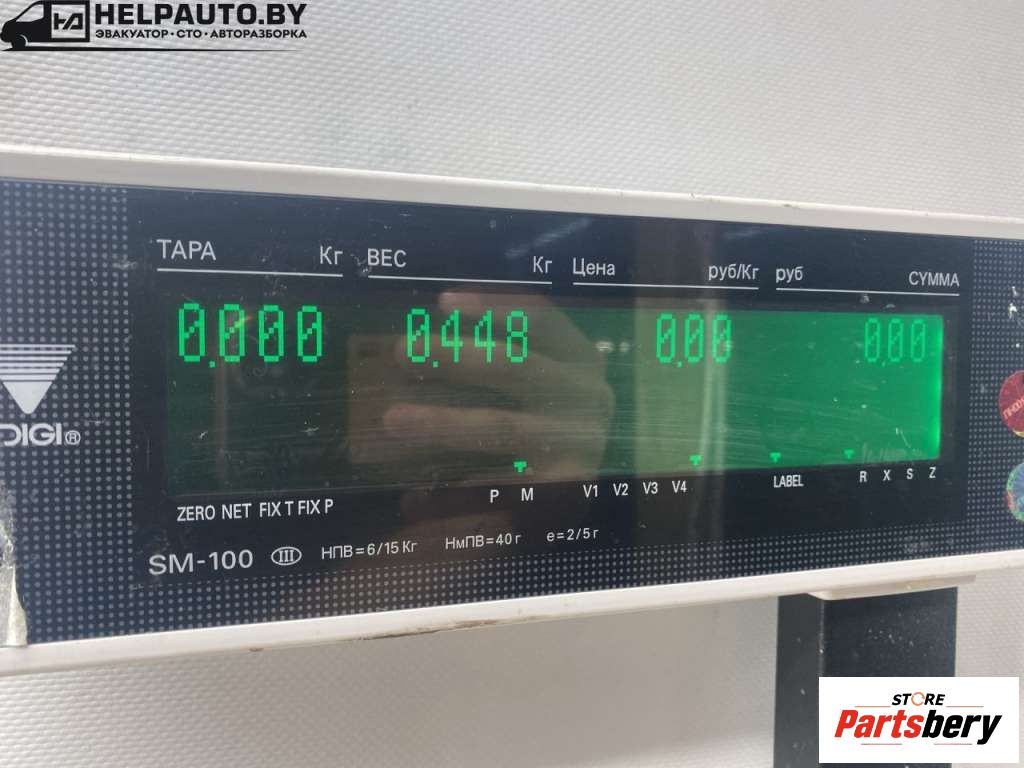 HELPAUTO.BY
ЭВАКУАТОР • СТО • АВТОРАЗБОРКА
ТАРА Кг ВЕС Кг Цена руб/Кг руб СУММА
0.000 0.448 0.00 0.00
DIGI®
P M V1 V2 V3 V4 LABEL R X S Z
ZERO NET FIX T FIX P
SM-100 III НПВ=6/15 Кг НмПВ=40 г e=2/5 г
STORE
Partsbery